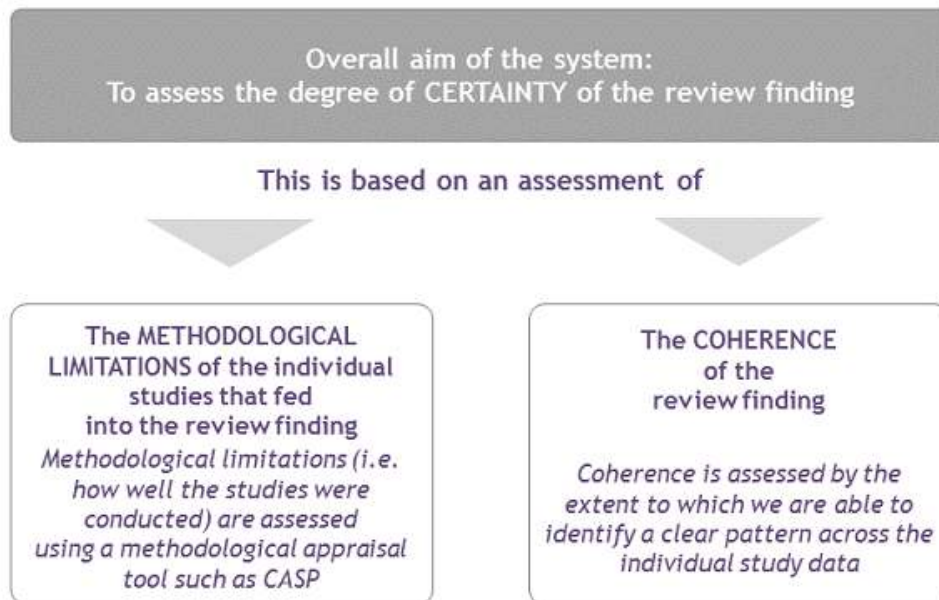 Overall aim of the system:
To assess the degree of CERTAINTY of the review finding
This is based on an assessment of
The METHODOLOGICAL
LIMITATIONS of the individual
studies that fed
into the review finding
Methodological limitations (i.e.
how well the studies were
conducted) are assessed
using a methodological appraisal
tool such as CASP
The COHERENCE
of the
review finding
Coherence is assessed by the
extent to which we are able to
identify a clear pattern across the
individual study data